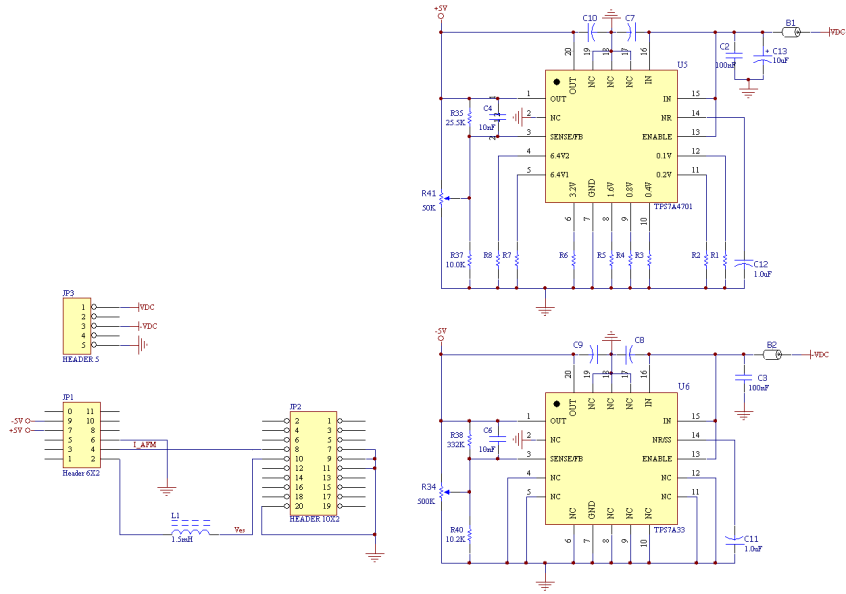 +5V
C10 C7 B1 VDC
C2 C13
100nF 10uF
20 19 18 17 16
U5
OUT NC NC NC IN
1 OUT IN 15
R35 C4
25.5K 10nF
2 NC NR 14
3 SENSE/FB ENABLE 13
4 6.4V2 0.1V 12
5 6.4V1 0.2V 11
3.2V GND 1.6V 0.8V 0.4V
TPS7A4701
6 7 8 9 10
R41
50K
R37 R8 R7 R6 R5 R4 R3 R2 R1
10.0K
C12
1.0uF
JP3
1 VDC
2
3 -VDC
4
5
HEADER 5
-5V
C9 C8 B2 -VDC
C3
100nF
20 19 18 17 16
U6
OUT NC NC NC IN
1 OUT IN 15
R38 C6
332K 10nF
2 NC NR/SS 14
3 SENSE/FB ENABLE 13
4 NC NC 12
5 NC NC 11
NC GND NC NC NC
TPS7A33
6 7 8 9 10
R34
500K
R40
10.2K
C11
1.0uF
JP1
0 11
-5V 9 10
+5V 7 8
5 6
3 4 I_AFM
1 2
Header 6X2
JP2
2 1
4 3
6 5
8 7
10 9
12 11
14 13
16 15
18 17
20 19
HEADER 10X2
L1
1.5mH
Ves